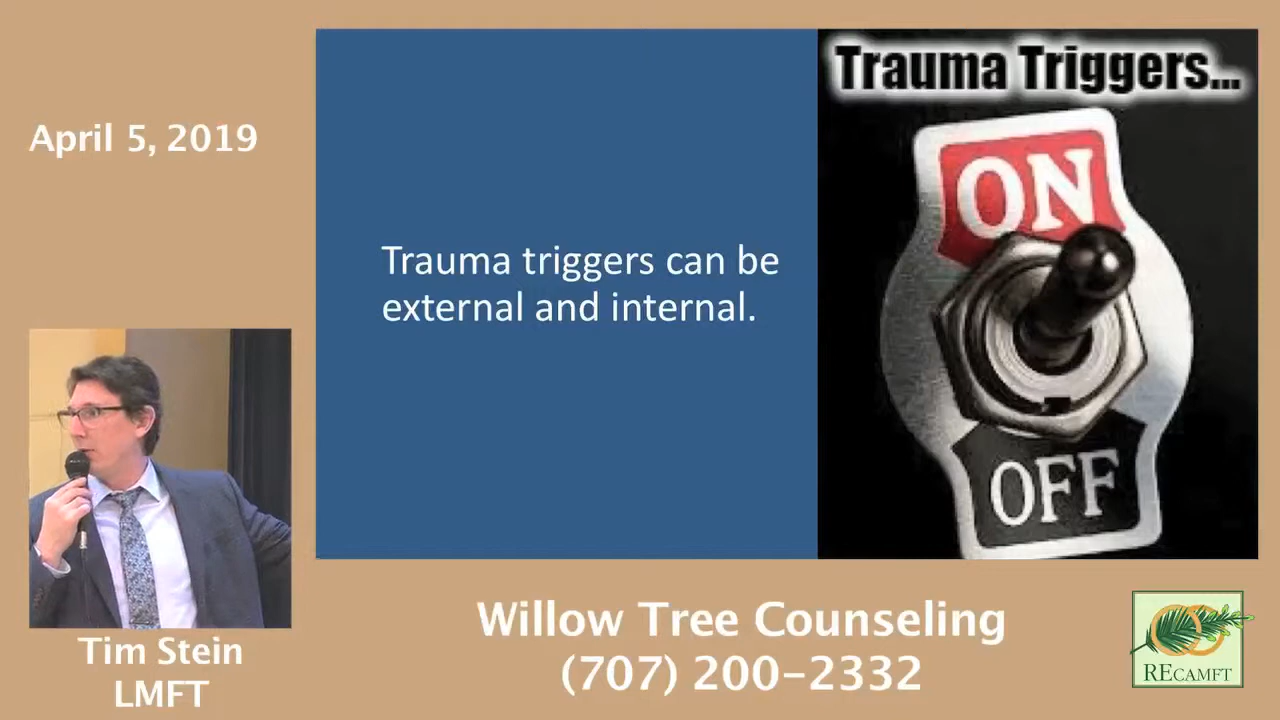 April 5, 2019
Trauma Triggers...
ON
Trauma triggers can be
external and internal.
OFF
Tim Stein
LMFT
Willow Tree Counseling
(707) 200-2332
RECAMFT